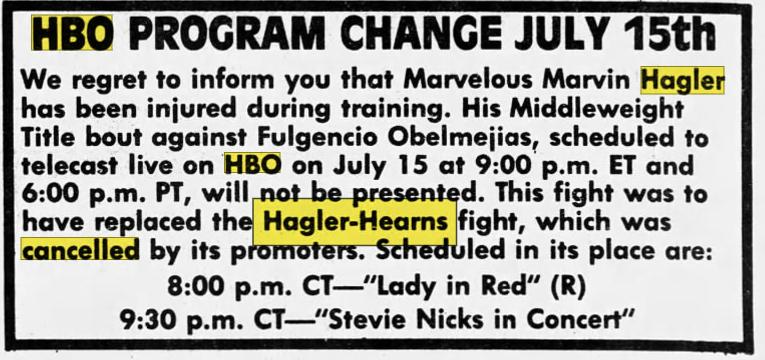 HBO PROGRAM CHANGE JULY 15th
We regret to inform you that Marvelous Marvin Hagler
has been injured during training. His Middleweight
Title bout against Fulgencio Obelmejias, scheduled to
telecast live on HBO on July 15 at 9:00 p.m. ET and
6:00 p.m. PT, will not be presented. This fight was to
have replaced the Hagler-Hearns fight, which was
cancelled by its promoters. Scheduled in its place are:
8:00 p.m. CT—"Lady in Red" (R)
9:30 p.m. CT—"Stevie Nicks in Concert"